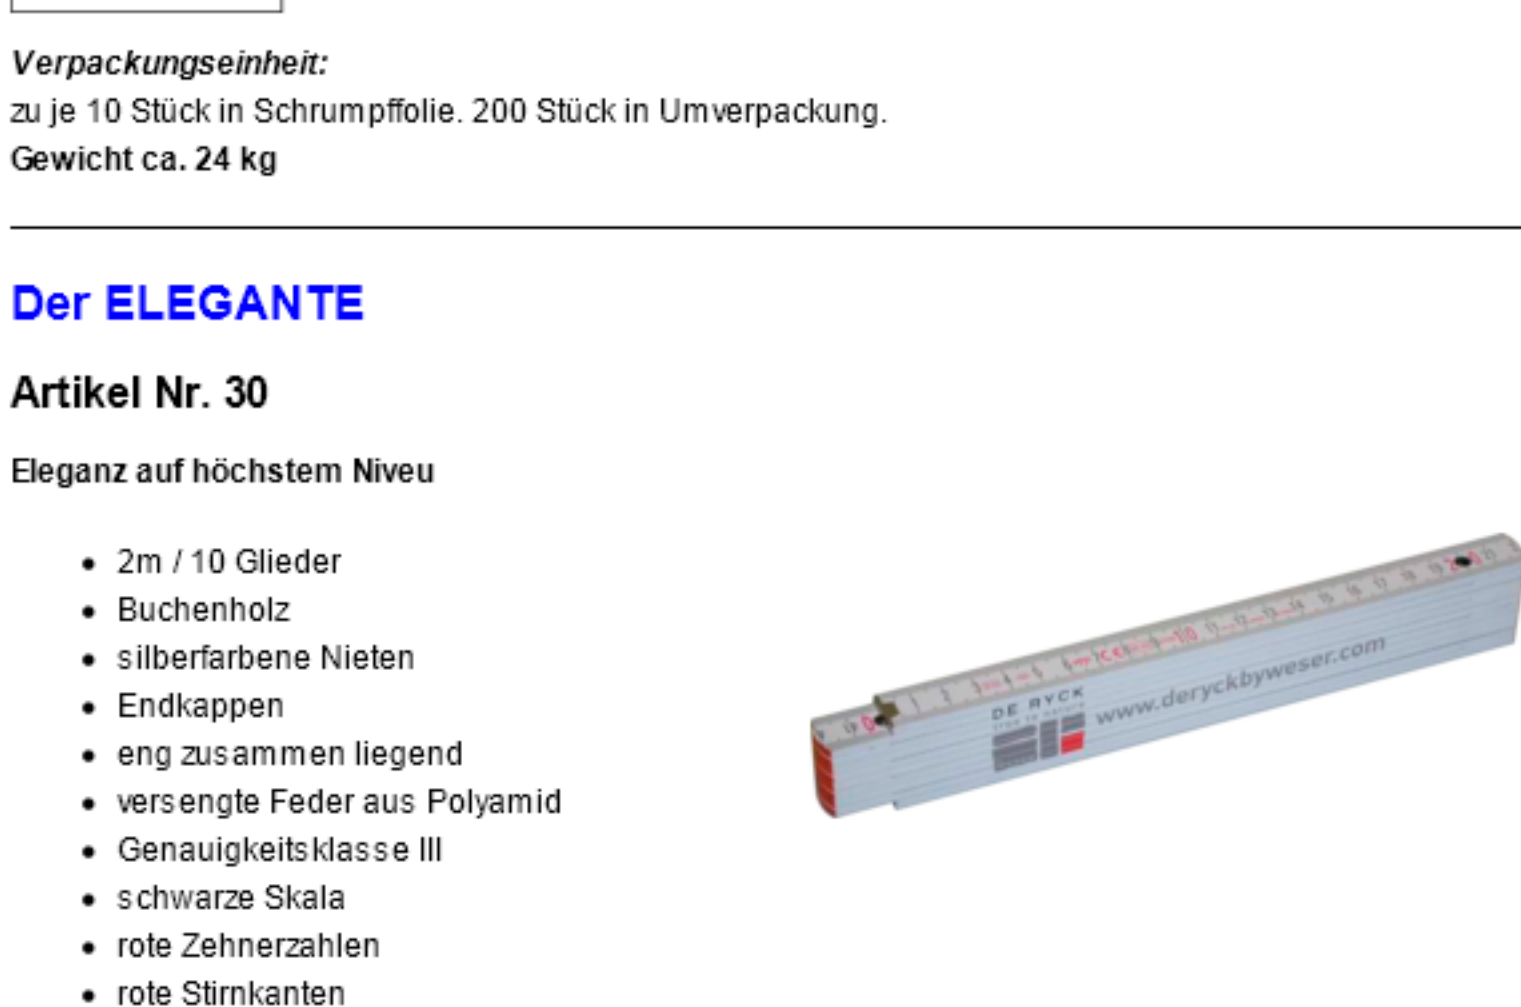 Verpackungseinheit:
zu je 10 Stück in Schrumpffolie. 200 Stück in Umverpackung.
Gewicht ca. 24 kg
Der ELEGANTE
Artikel Nr. 30
Eleganz auf höchstem Niveu
2m / 10 Glieder
Buchenholz
silberfarbene Nieten
Endkappen
eng zusammen liegend
versengte Feder aus Polyamid
Genauigkeitsklasse III
schwarze Skala
rote Zehnerzahlen
rote Stirnkanten
DE RYCK
www.deryckbyweser.com